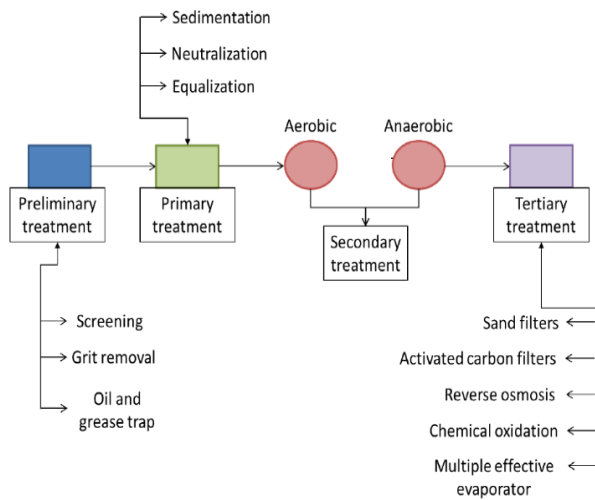 Sedimentation
Neutralization
Equalization
Aerobic
Anaerobic
Preliminary
treatment
Primary
treatment
Secondary
treatment
Tertiary
treatment
Screening
Grit removal
Oil and
grease trap
Sand filters
Activated carbon filters
Reverse osmosis
Chemical oxidation
Multiple effective
evaporator